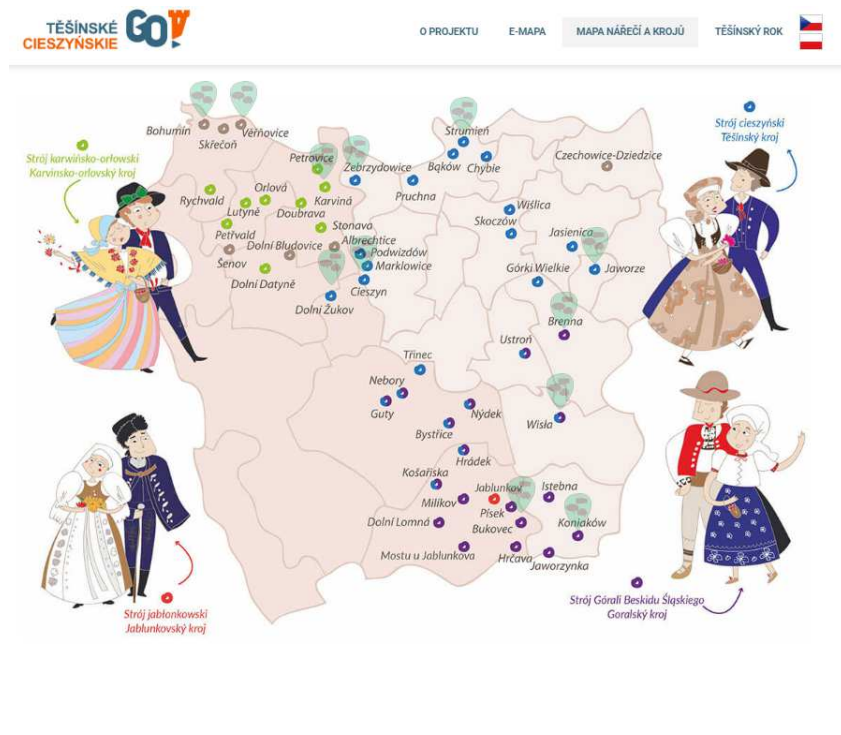 TĚŠÍNSKÉ
CIESZYŃSKIE
GO!
O PROJEKTU
E-MAPA
MAPA NÁŘEČÍ A KROJŮ
TĚŠÍNSKÝ ROK
Bohumín
Věřňovice
Skřečoň
Strumień
Strój cieszyński
Těšínský kroj
Strój karwińsko-orłowski
Karvinsko-orlovský kroj
Petrovice
Zebrzydowice
Bąków
Chybie
Czechowice-Dziedzice
Rychvald
Orlová
Lutyně
Doubrava
Karviná
Pruchna
Wiślica
Skoczów
Petřvald
Stonava
Jasienica
Dolní Bludovice
Albrechtice
Podwizdów
Šenov
Marklowice
Górki Wielkie
Jaworze
Dolní Datyně
Cieszyn
Dolní Žukov
Brenna
Ustroń
Třinec
Nebory
Guty
Nýdek
Bystřice
Wisła
Hrádek
Košařiska
Jablunkov
Istebna
Milíkov
Písek
Dolní Lomná
Bukovec
Koniaków
Mostu u Jablunkova
Hrčava
Jaworzynka
Strój jabłonkowski
Jablunkovský kroj
Strój Górali Beskidu Śląskiego
Goralský kroj